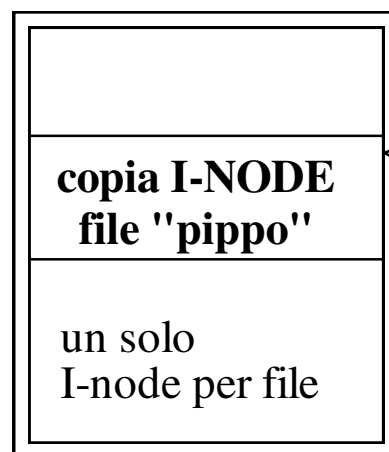 copia I-NODE
file "pippo"
un solo
I-node per file